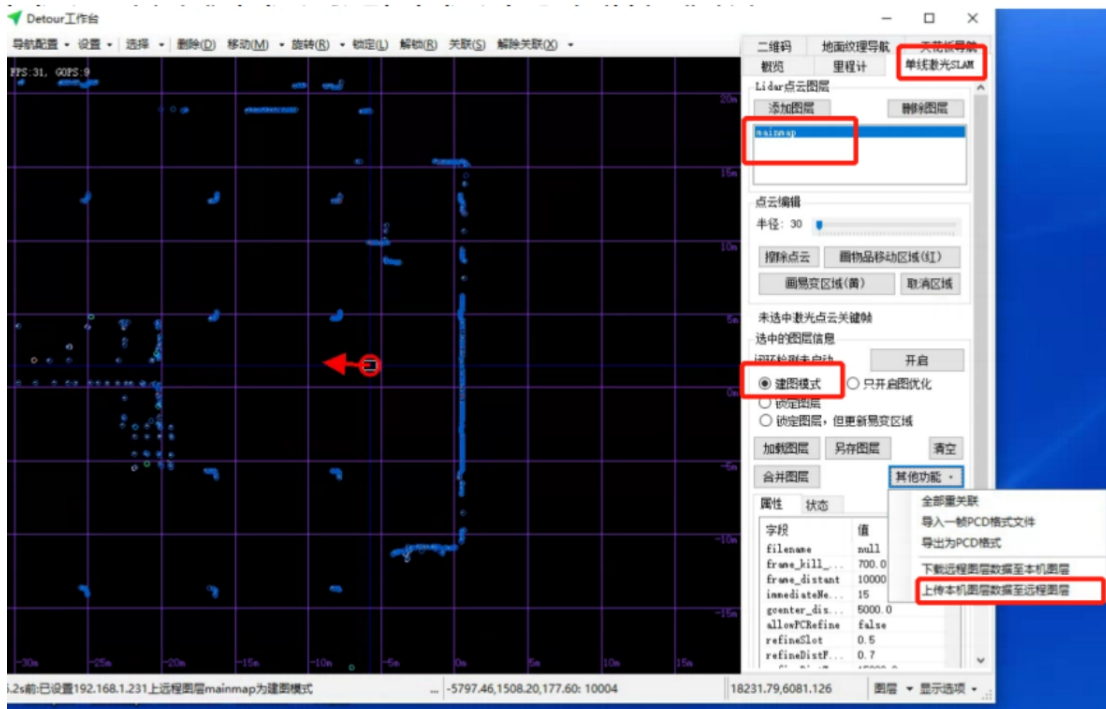 Detour工作台
导航配置 设置 选择 删除(D) 移动(M) 旋转(R) 锁定(L) 解锁(R) 关联(S) 解除关联(X)
FPS:31, GOPS:9
20m
15m
10m
5m
0m
-5m
-10m
-15m
-30m -25m -20m -15m -10m -5m 0m 5m 10m 15m
二维码 地面纹理导航 天花板导航
概览 里程计 单线激光SLAM
Lidar点云图层
添加图层 删除图层
mainmap
点云编辑
半径: 30
擦除点云 画物品移动区域(红)
画易变区域(黄) 取消区域
未选中激光点云关键帧
选中的图层信息
闭环检测未启动 开启
建图模式 只开启图优化
锁定图层
锁定图层，但更新易变区域
加载图层 另存图层 清空
合并图层 其他功能
属性 状态
字段 值
filename null
frame_kill_... 700.0
frame_distant 10000
immediateNe... 15
gcenter_dis... 5000.0
allowPCRefine false
refineSlot 0.5
refineDistF... 0.7
全部重关联
导入一帧PCD格式文件
导出为PCD格式
下载远程图层数据至本机图层
上传本机图层数据至远程图层
.2s前:已设置192.168.1.231上远程图层mainmap为建图模式 ... -5797.46,1508.20,177.60: 10004 18231.79,6081.126 图层 显示选项